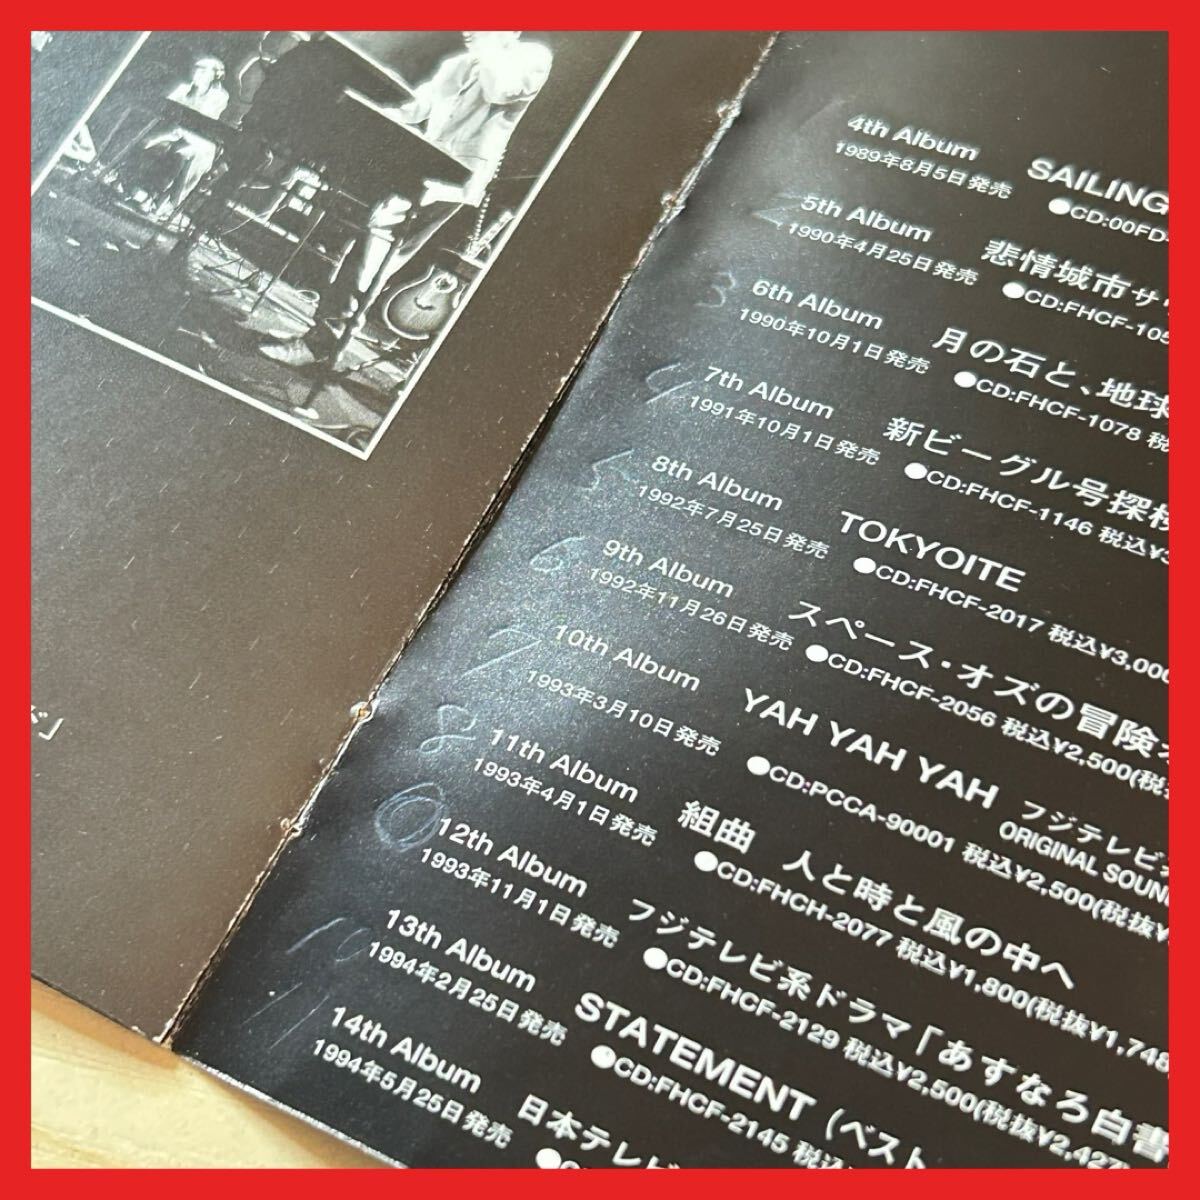 ド」
4th Album SAILING
1989年8月5日発売 ●CD:00FD-
2 5th Album 悲情城市サウ
1990年4月25日発売 ●CD:FHCF-105
3 6th Album 月の石と、地球
1990年10月1日発売 ●CD:FHCF-1078 税
4 7th Album 新ビーグル号探検
1991年10月1日発売 ●CD:FHCF-1146 税込¥3
5 8th Album TOKYOITE
1992年7月25日発売 ●CD:FHCF-2017 税込¥3,000
6 9th Album スペース・オズの冒険
1992年11月26日発売 ●CD:FHCF-2056 税込¥2,500(税
7 10th Album YAH YAH YAH フジテレビ
ORIGINAL SOUN
1993年3月10日発売 ●CD:PCCA-90001 税込¥2,500(税抜¥
8 11th Album 組曲 人と時と風の中へ
1993年4月1日発売 ●CD:FHCH-2077 税込¥1,800(税抜¥1,748
12th Album フジテレビ系ドラマ「あすなろ白書
1993年11月1日発売 ●CD:FHCF-2129 税込¥2,500(税抜¥2,427
10 13th Album STATEMENT (ベスト
1994年2月25日発売 ●CD:FHCF-2145 税込¥
11 14th Album 日本テレビ
1994年5月25日発売